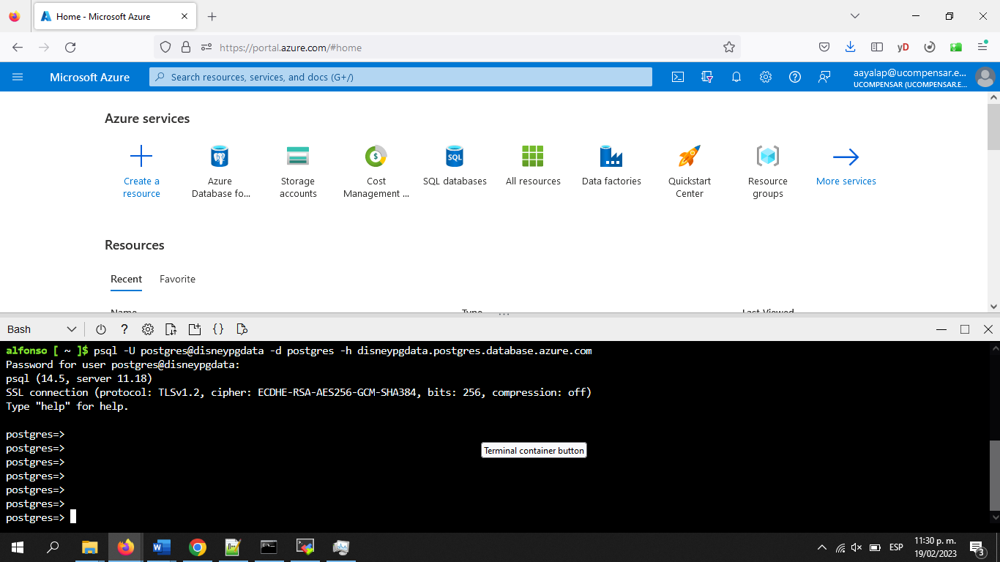 Home - Microsoft Azure
https://portal.azure.com/#home
yD
Microsoft Azure
Search resources, services, and docs (G+/)
aayalap@ucompensar.e...
UCOMPENSAR (UCOMPENSAR.E...
Azure services
Create a resource
Azure Database fo...
Storage accounts
Cost Management ...
SQL
SQL databases
All resources
Data factories
Quickstart Center
Resource groups
More services
Resources
Recent
Favorite
Name
Type
Last Viewed
Bash
alfonso [ ~ ]$ psql -U postgres@disneypgdata -d postgres -h disneypgdata.postgres.database.azure.com
Password for user postgres@disneypgdata:
psql (14.5, server 11.18)
SSL connection (protocol: TLSv1.2, cipher: ECDHE-RSA-AES256-GCM-SHA384, bits: 256, compression: off)
Type "help" for help.
postgres=>
postgres=>
Terminal container button
postgres=>
postgres=>
postgres=>
postgres=>
postgres=>
ESP
11:30 p. m.
19/02/2023
3